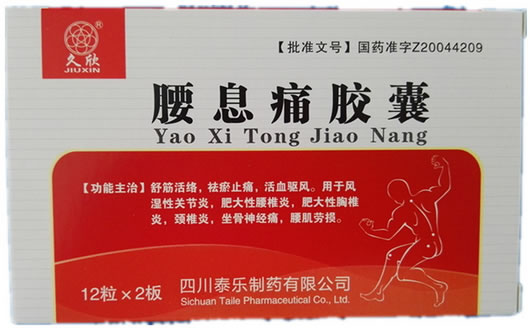 久欣®
JIUXIN
【批准文号】国药准字Z20044209
腰息痛胶囊
Yao Xi Tong Jiao Nang
【功能主治】舒筋活络，祛瘀止痛，活血驱风。用于风
湿性关节炎，肥大性腰椎炎，肥大性胸椎
炎，颈椎炎，坐骨神经痛，腰肌劳损。
12粒×2板
四川泰乐制药有限公司
Sichuan Taile Pharmaceutical Co., Ltd.